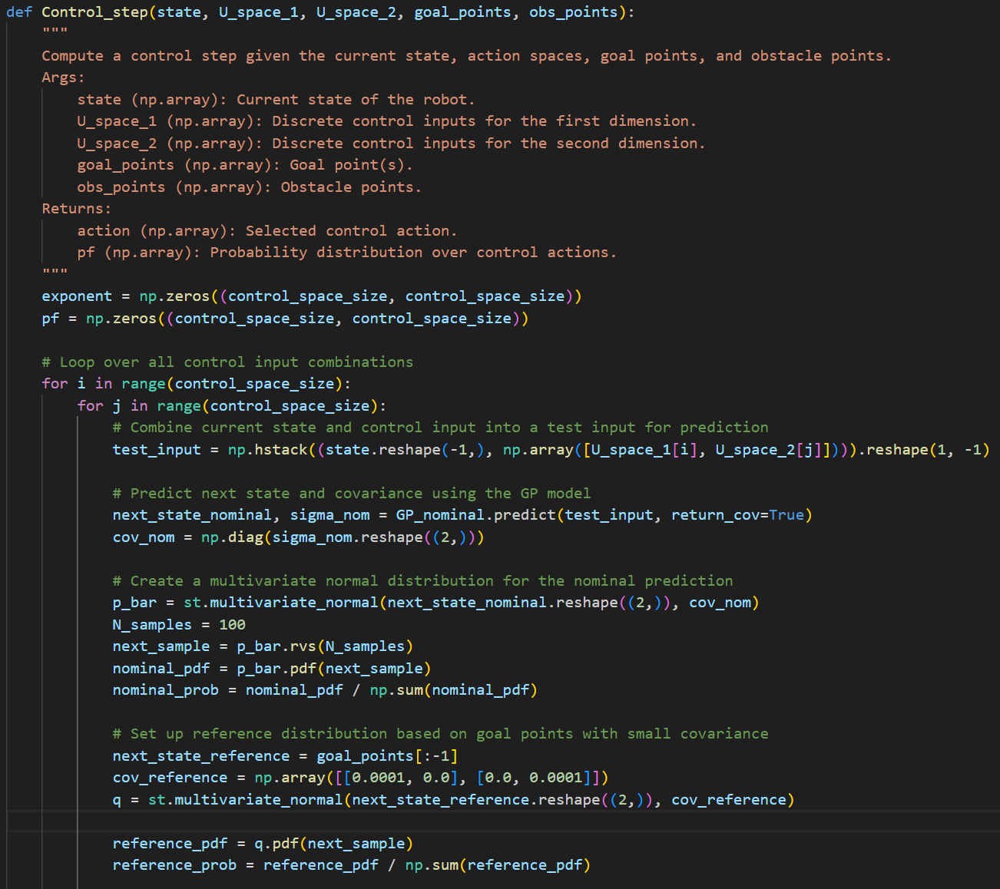 def Control_step(state, U_space_1, U_space_2, goal_points, obs_points):
    """
    Compute a control step given the current state, action spaces, goal points, and obstacle points.
    Args:
        state (np.array): Current state of the robot.
        U_space_1 (np.array): Discrete control inputs for the first dimension.
        U_space_2 (np.array): Discrete control inputs for the second dimension.
        goal_points (np.array): Goal point(s).
        obs_points (np.array): Obstacle points.
    Returns:
        action (np.array): Selected control action.
        pf (np.array): Probability distribution over control actions.
    """
    exponent = np.zeros((control_space_size, control_space_size))
    pf = np.zeros((control_space_size, control_space_size))

    # Loop over all control input combinations
    for i in range(control_space_size):
        for j in range(control_space_size):
            # Combine current state and control input into a test input for prediction
            test_input = np.hstack((state.reshape(-1,), np.array([U_space_1[i], U_space_2[j]]))).reshape(1, -1)

            # Predict next state and covariance using the GP model
            next_state_nominal, sigma_nom = GP_nominal.predict(test_input, return_cov=True)
            cov_nom = np.diag(sigma_nom.reshape((2,)))

            # Create a multivariate normal distribution for the nominal prediction
            p_bar = st.multivariate_normal(next_state_nominal.reshape((2,)), cov_nom)
            N_samples = 100
            next_sample = p_bar.rvs(N_samples)
            nominal_pdf = p_bar.pdf(next_sample)
            nominal_prob = nominal_pdf / np.sum(nominal_pdf)

            # Set up reference distribution based on goal points with small covariance
            next_state_reference = goal_points[:-1]
            cov_reference = np.array([[0.0001, 0.0], [0.0, 0.0001]])
            q = st.multivariate_normal(next_state_reference.reshape((2,)), cov_reference)

            reference_pdf = q.pdf(next_sample)
            reference_prob = reference_pdf / np.sum(reference_pdf)